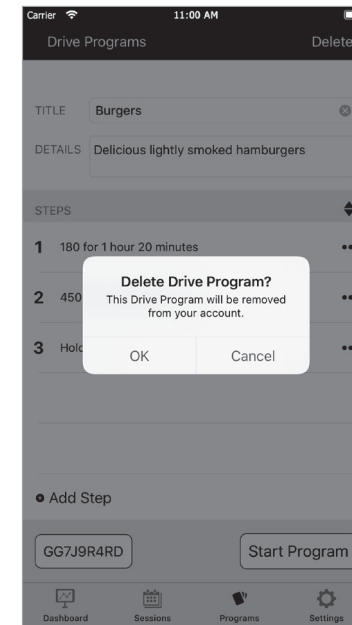 Carrier 11:00 AM
Drive Programs Delete
TITLE Burgers
DETAILS Delicious lightly smoked hamburgers
STEPS
1 180 for 1 hour 20 minutes
Delete Drive Program?
2 450 This Drive Program will be removed
from your account.
3 Hold
OK Cancel
Add Step
GG7J9R4RD Start Program
Dashboard Sessions Programs Settings